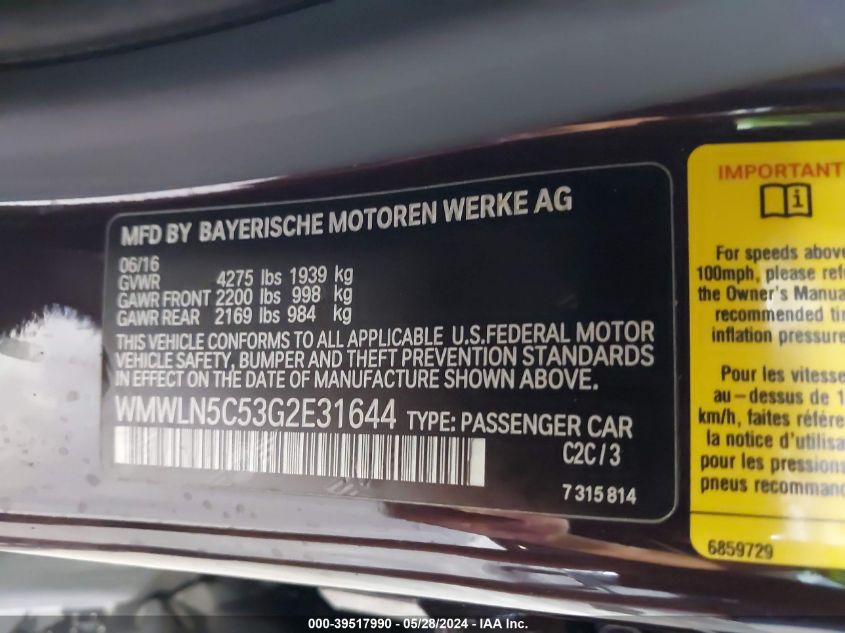 MFD BY BAYERISCHE MOTOREN WERKE AG
06/16
GVWR 4275 lbs 1939 kg
GAWR FRONT 2200 lbs 998 kg
GAWR REAR 2169 lbs 984 kg
THIS VEHICLE CONFORMS TO ALL APPLICABLE U.S.FEDERAL MOTOR
VEHICLE SAFETY, BUMPER AND THEFT PREVENTION STANDARDS
IN EFFECT ON THE DATE OF MANUFACTURE SHOWN ABOVE.
WMWLN5C53G2E31644 TYPE: PASSENGER CAR
C2C / 3
7 315 814
IMPORTANT
i
For speeds above
100mph, please refe
the Owner's Manua
recommended tir
inflation pressure
Pour les vitesse
au-dessus de 1
km/h, faites référe
la notice d'utilisa
pour les pression
pneus recommand
6859729
000-39517990 - 05/28/2024 - IAA, Inc.